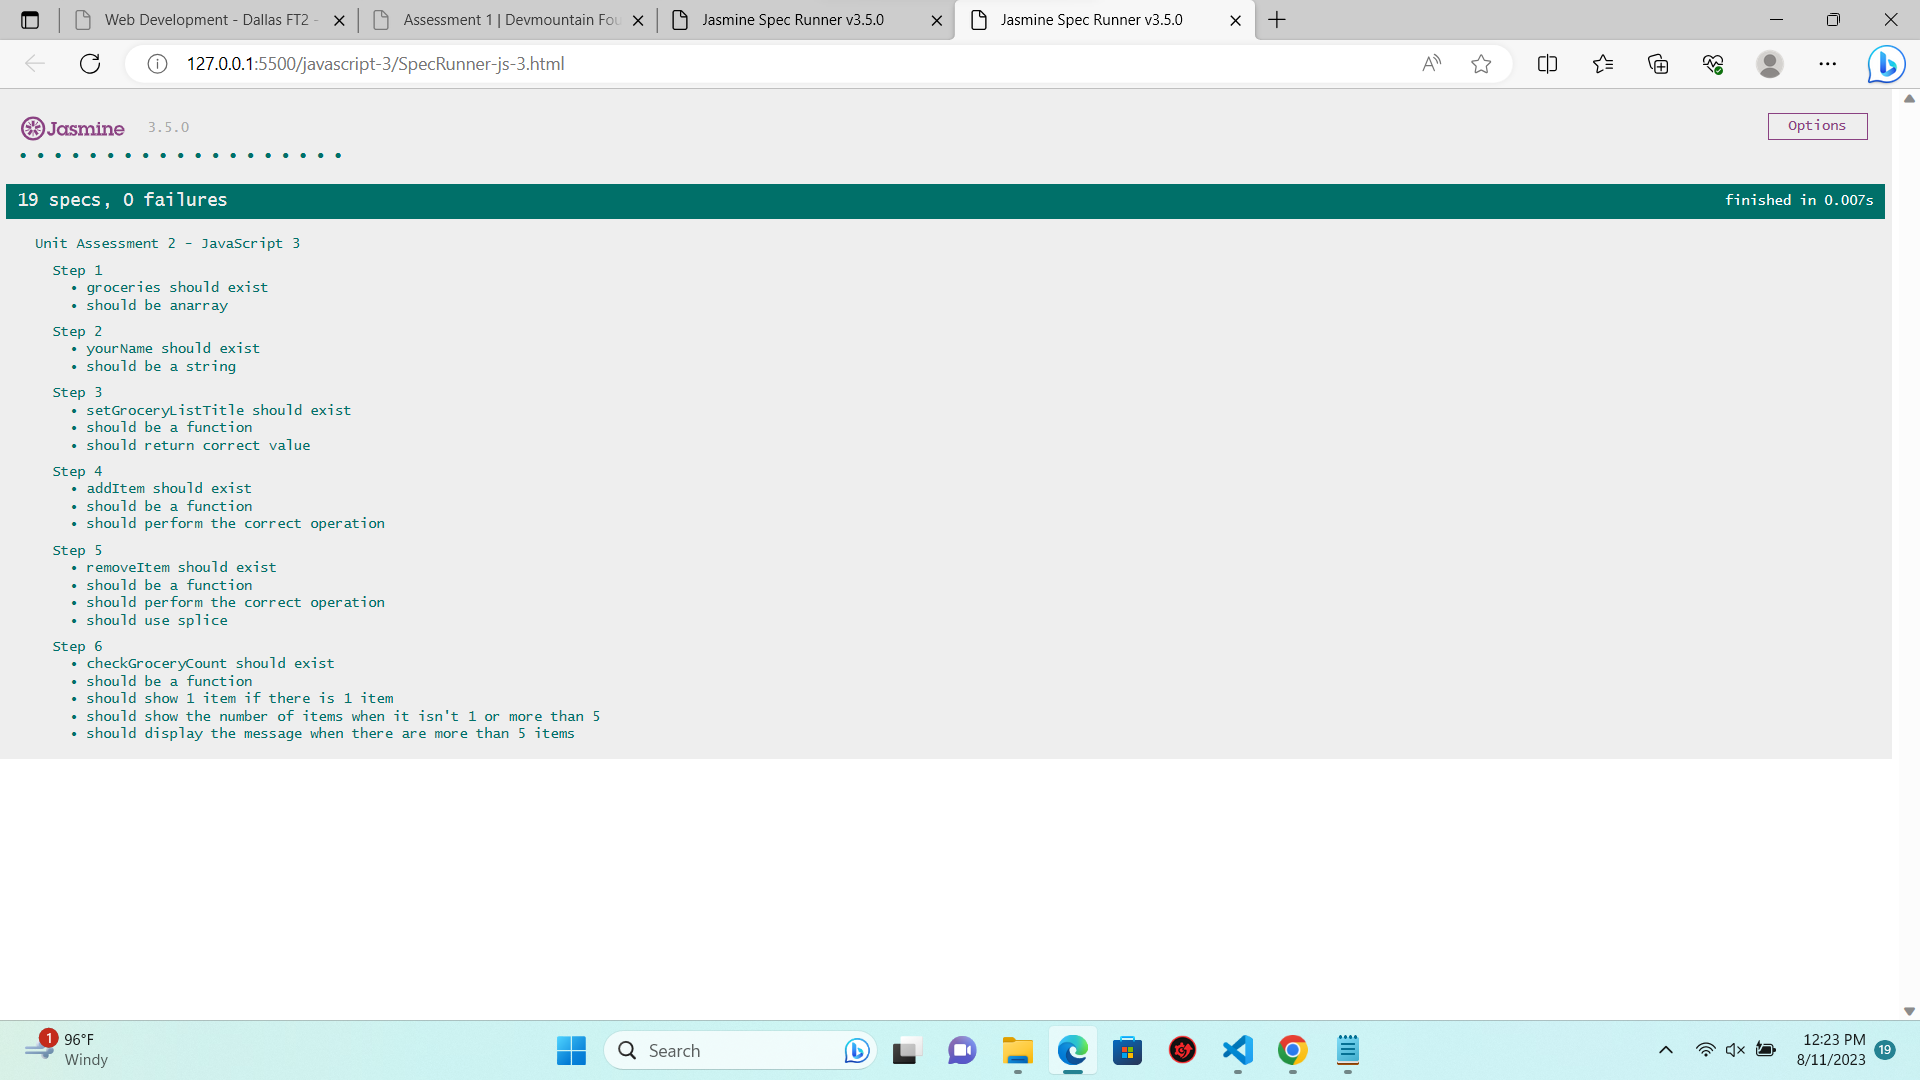 Web Development - Dallas FT2 -
Assessment 1 | Devmountain Fou
Jasmine Spec Runner v3.5.0
Jasmine Spec Runner v3.5.0
127.0.0.1:5500/javascript-3/SpecRunner-js-3.html
Jasmine 3.5.0
Options
19 specs, 0 failures
finished in 0.007s
Unit Assessment 2 - JavaScript 3
Step 1
• groceries should exist
• should be anarray
Step 2
• yourName should exist
• should be a string
Step 3
• setGroceryListTitle should exist
• should be a function
• should return correct value
Step 4
• addItem should exist
• should be a function
• should perform the correct operation
Step 5
• removeItem should exist
• should be a function
• should perform the correct operation
• should use splice
Step 6
• checkGroceryCount should exist
• should be a function
• should show 1 item if there is 1 item
• should show the number of items when it isn't 1 or more than 5
• should display the message when there are more than 5 items
1
96°F
Windy
Search
12:23 PM
8/11/2023
19